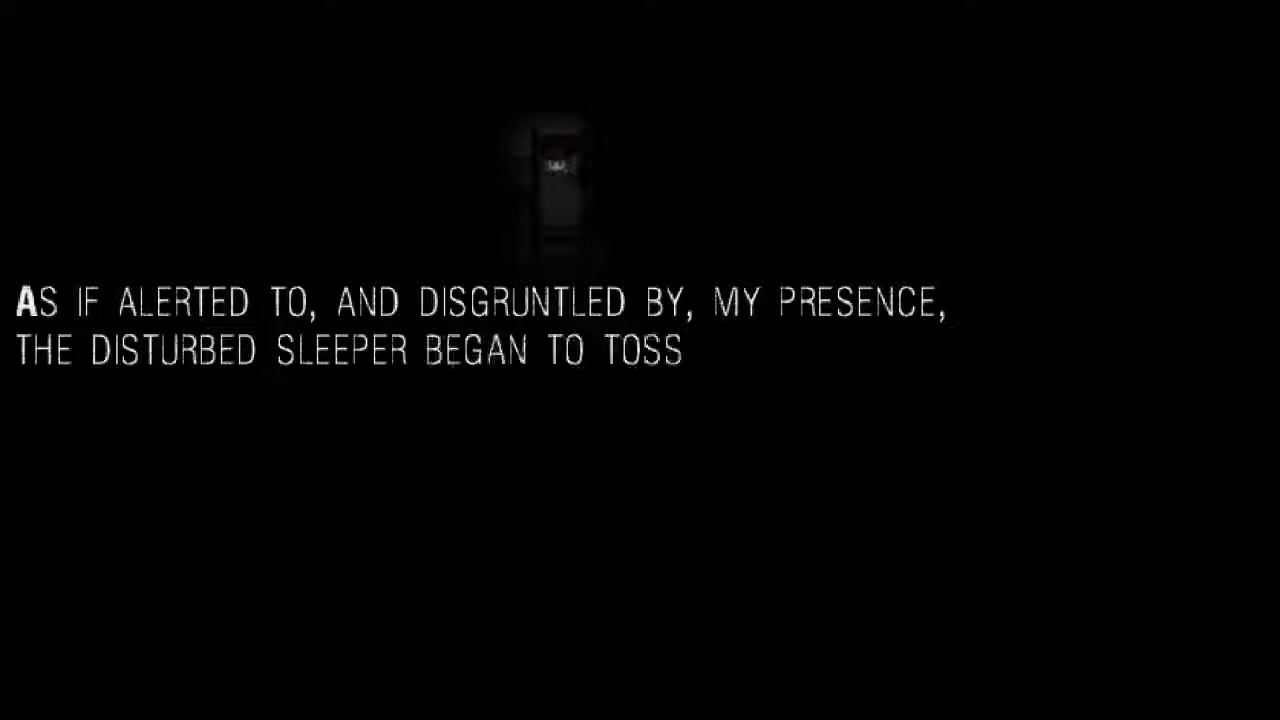 AS IF ALERTED TO, AND DISGRUNTLED BY, MY PRESENCE,
THE DISTURBED SLEEPER BEGAN TO TOSS